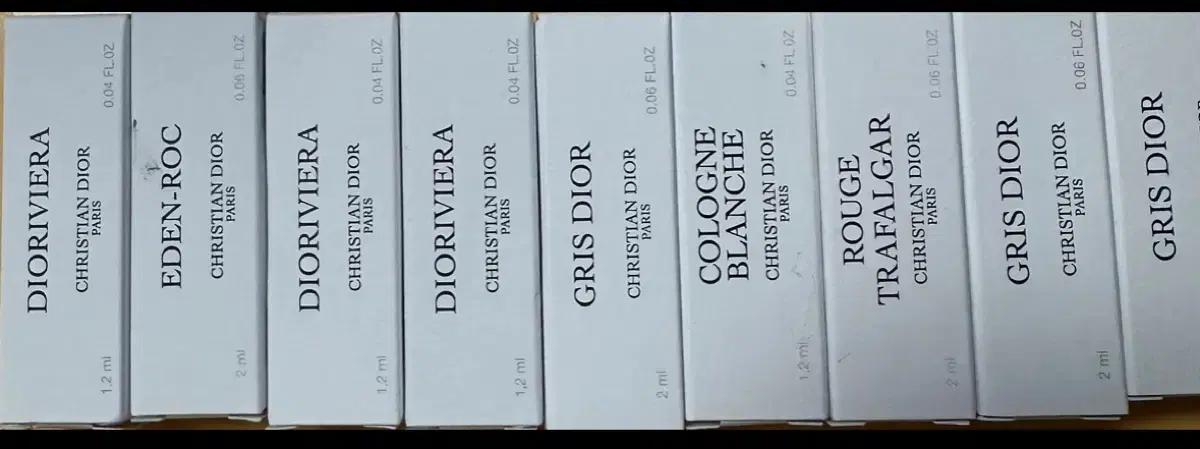 DIORIVIERA
CHRISTIAN DIOR
PARIS
1.2 ml 0.04 FL.OZ
EDEN-ROC
CHRISTIAN DIOR
PARIS
2 ml 0.06 FL.OZ
DIORIVIERA
CHRISTIAN DIOR
PARIS
1.2 ml 0.04 FL.OZ
DIORIVIERA
CHRISTIAN DIOR
PARIS
1,2 ml 0.04 FL.OZ
GRIS DIOR
CHRISTIAN DIOR
PARIS
2 ml 0.06 FL.OZ
COLOGNE
BLANCHE
CHRISTIAN DIOR
PARIS
1.2 ml 0.04 FL.OZ
ROUGE
TRAFALGAR
CHRISTIAN DIOR
PARIS
2 ml 0.06 FL.OZ
GRIS DIOR
CHRISTIAN DIOR
PARIS
2 ml 0.06 FL.OZ
GRIS DIOR